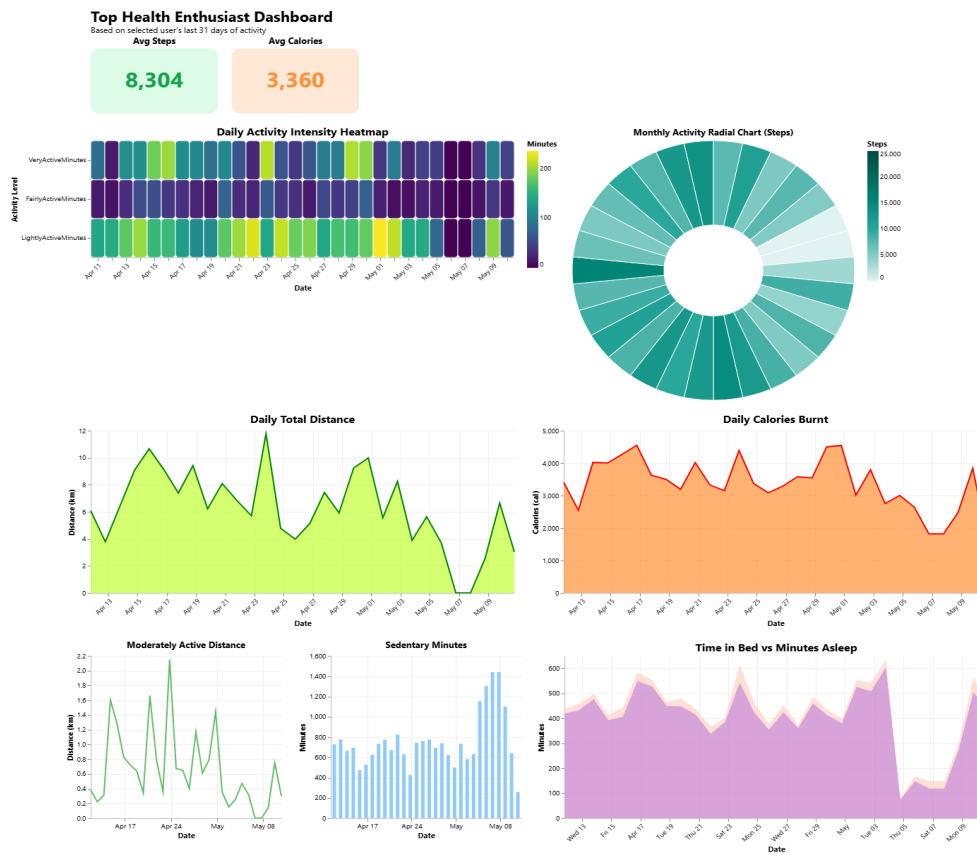 Top Health Enthusiast Dashboard
Based on selected user's last 31 days of activity
Avg Steps
Avg Calories
8,304
3,360
Daily Activity Intensity Heatmap
Activity Level
VeryActiveMinutes
FairlyActiveMinutes
LightlyActiveMinutes
Apr 11
Apr 13
Apr 15
Apr 17
Apr 19
Apr 21
Apr 23
Apr 25
Apr 27
Apr 29
May 01
May 03
May 05
May 07
May 09
Date
Minutes
200
100
0
Monthly Activity Radial Chart (Steps)
Steps
25,000
20,000
15,000
10,000
5,000
0
Daily Total Distance
Distance (km)
12
10
8
6
4
2
0
Apr 13
Apr 15
Apr 17
Apr 19
Apr 21
Apr 23
Apr 25
Apr 27
Apr 29
May 01
May 03
May 05
May 07
May 09
Date
Daily Calories Burnt
Calories (cal)
5,000
4,000
3,000
2,000
1,000
0
Apr 13
Apr 15
Apr 17
Apr 19
Apr 21
Apr 23
Apr 25
Apr 27
Apr 29
May 01
May 03
May 05
May 07
May 09
Date
Moderately Active Distance
Distance (km)
2.2
2.0
1.8
1.6
1.4
1.2
1.0
0.8
0.6
0.4
0.2
0.0
Apr 17
Apr 24
May
May 08
Date
Sedentary Minutes
Minutes
1,600
1,400
1,200
1,000
800
600
400
200
0
Apr 17
Apr 24
May
May 08
Date
Time in Bed vs Minutes Asleep
Minutes
600
500
400
300
200
100
0
Wed 13
Fri 15
Apr 17
Tue 19
Thu 21
Sat 23
Mon 25
Wed 27
Fri 29
May
Tue 03
Thu 05
Sat 07
Mon 09
Date